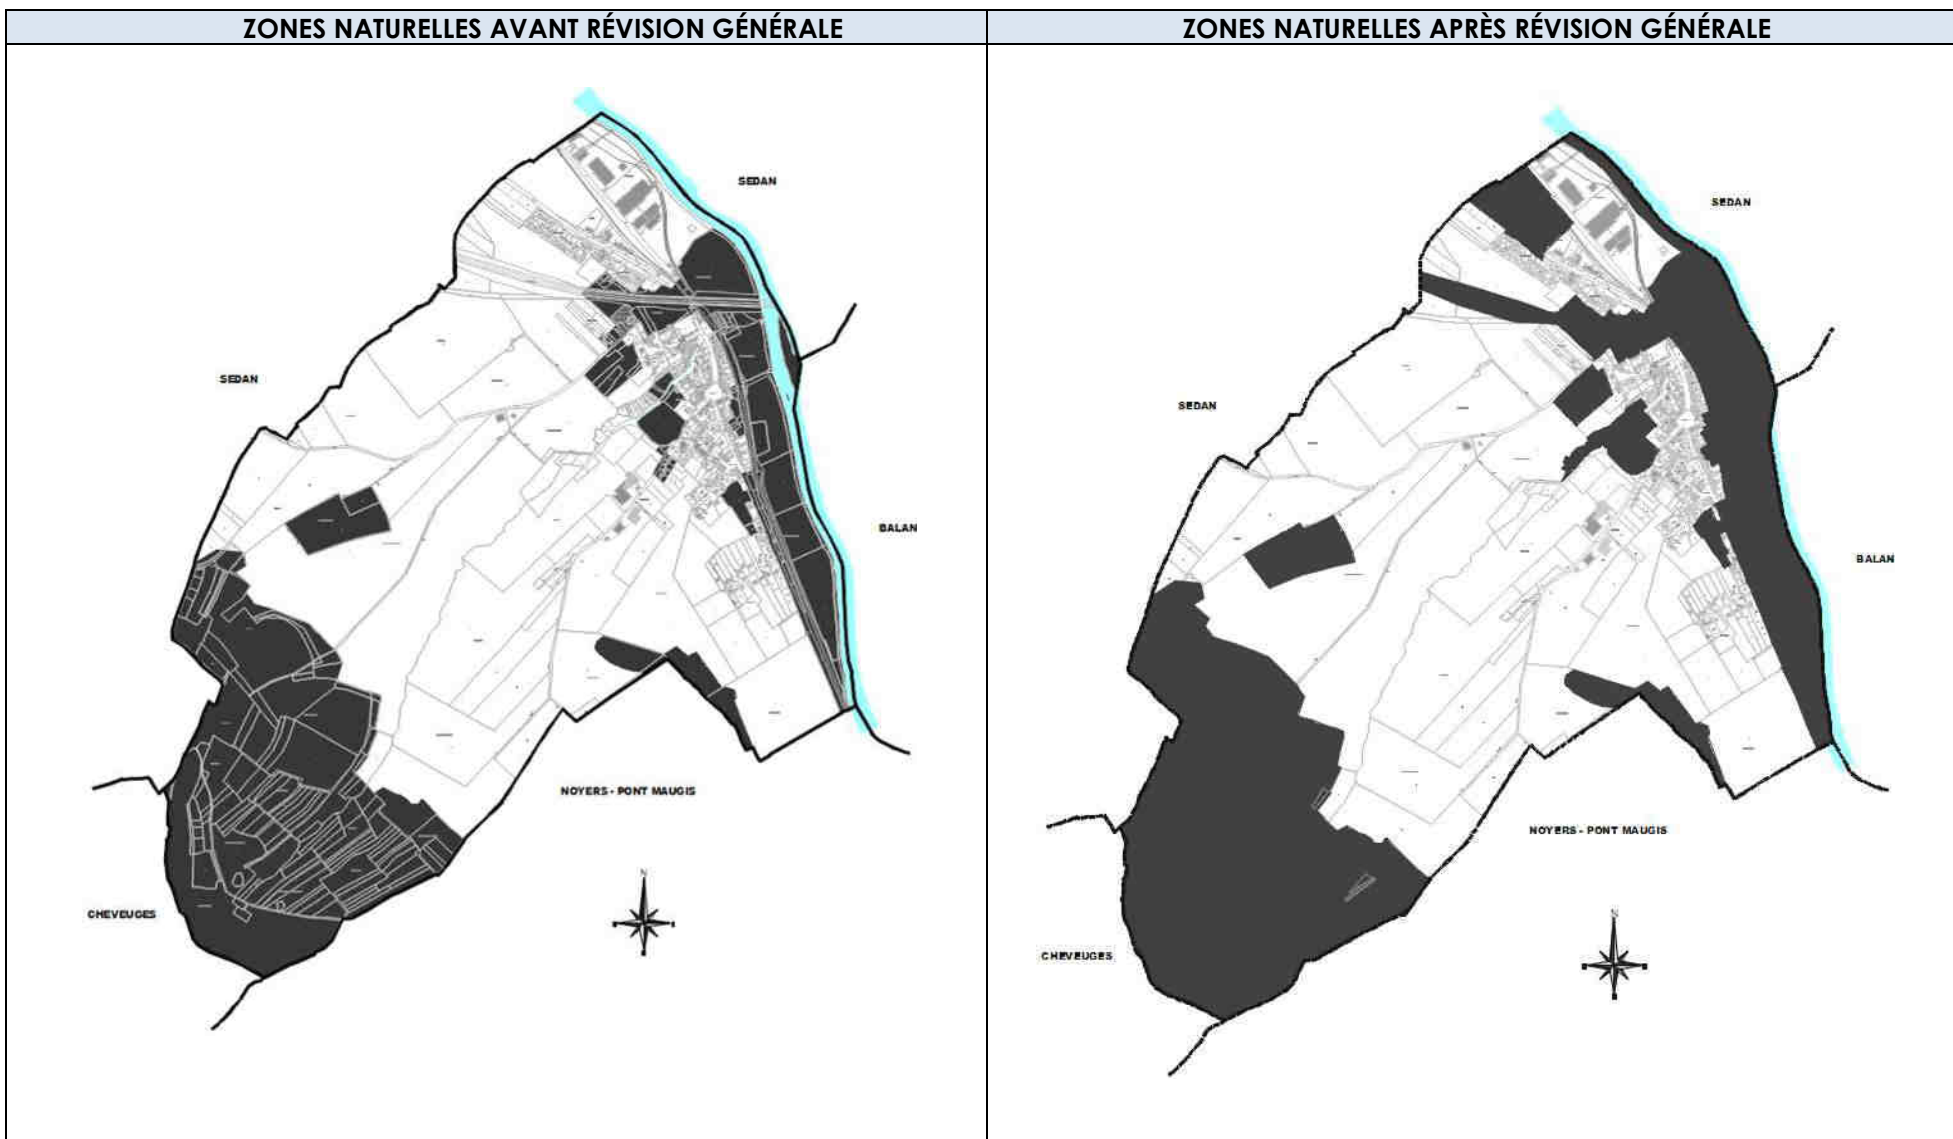 ZONES NATURELLES AVANT RÉVISION GÉNÉRALE
SEDAN
SEDAN
BALAN
NOYERS - PONT MAUGIS
CHEVEUGES
N
ZONES NATURELLES APRÈS RÉVISION GÉNÉRALE
SEDAN
SEDAN
BALAN
NOYERS - PONT MAUGIS
CHEVEUGES
N